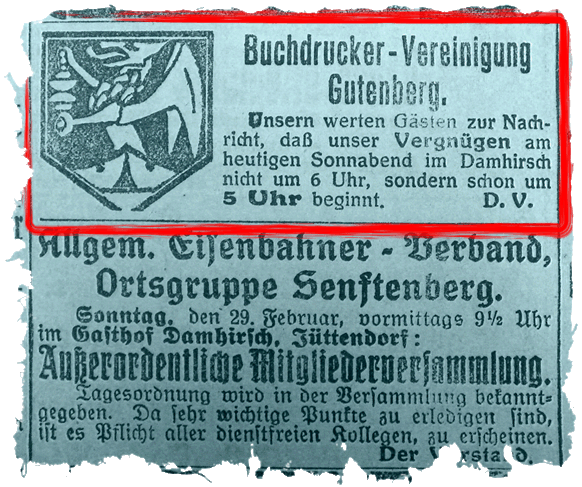 Buchdrucker-Vereinigung
Gutenberg.
Unsern werten Gästen zur Nach-
richt, daß unser Vergnügen am
heutigen Sonnabend im Damhirsch
nicht um 6 Uhr, sondern schon um
5 Uhr beginnt. D. V.
Allgem. Eisenbahner-Verband,
Ortsgruppe Senftenberg.
Sonntag, den 29. Februar, vormittags 9½ Uhr
im Gasthof Damhirsch, Jüttendorf:
Außerordentliche Mitgliederversammlung.
Tagesordnung wird in der Versammlung bekannt-
gegeben. Da sehr wichtige Punkte zu erledigen sind,
ist es Pflicht aller dienstfreien Kollegen, zu erscheinen.
Der Vorstand.